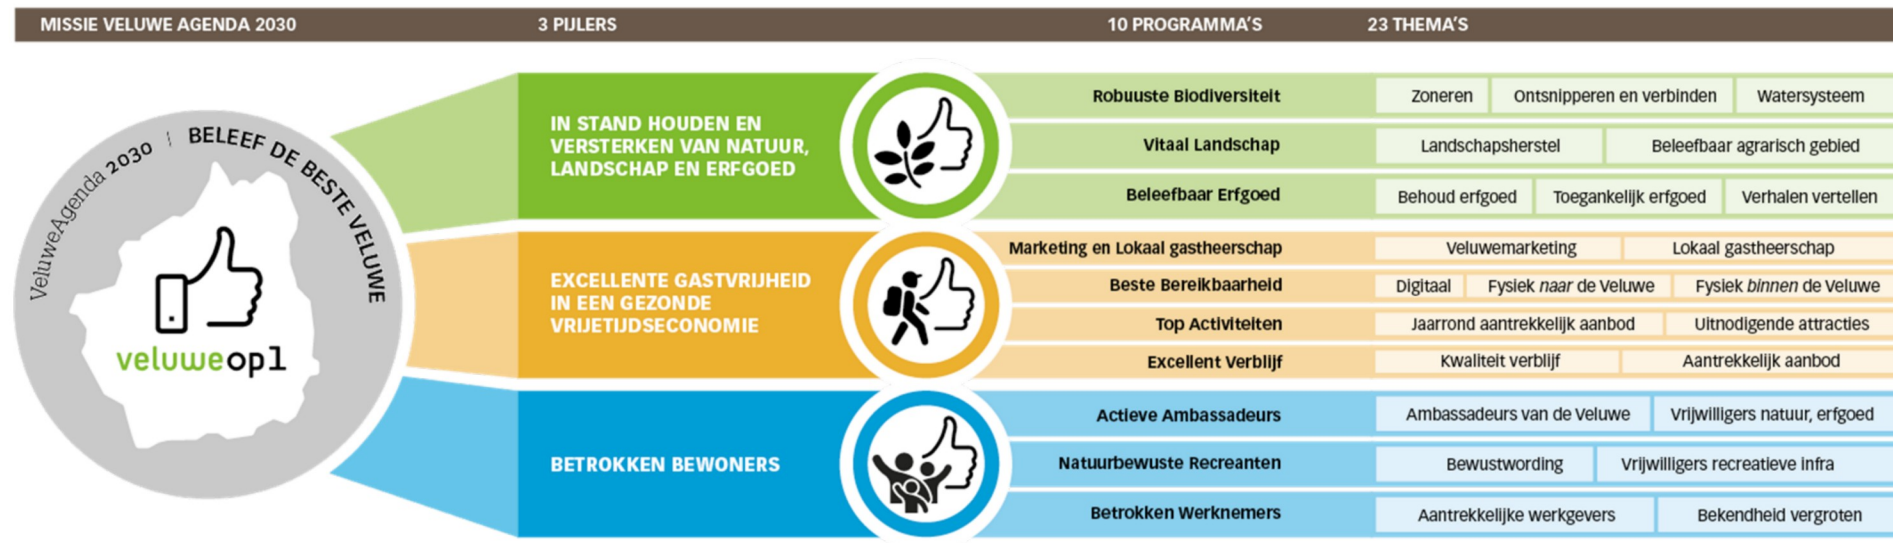 MISSIE VELUWE AGENDA 2030
3 PIJLERS
10 PROGRAMMA'S
23 THEMA'S
VeluweAgenda 2030 | BELEEF DE BESTE VELUWE
veluweop1
IN STAND HOUDEN EN
VERSTERKEN VAN NATUUR,
LANDSCHAP EN ERFGOED
Robuuste Biodiversiteit
Zoneren
Ontsnipperen en verbinden
Watersysteem
Vitaal Landschap
Landschapsherstel
Beleefbaar agrarisch gebied
Beleefbaar Erfgoed
Behoud erfgoed
Toegankelijk erfgoed
Verhalen vertellen
EXCELLENTE GASTVRIJHEID
IN EEN GEZONDE
VRIJETIJDSECONOMIE
Marketing en Lokaal gastheerschap
Veluwemarketing
Lokaal gastheerschap
Beste Bereikbaarheid
Digitaal
Fysiek naar de Veluwe
Fysiek binnen de Veluwe
Top Activiteiten
Jaarrond aantrekkelijk aanbod
Uitnodigende attracties
Excellent Verblijf
Kwaliteit verblijf
Aantrekkelijk aanbod
BETROKKEN BEWONERS
Actieve Ambassadeurs
Ambassadeurs van de Veluwe
Vrijwilligers natuur, erfgoed
Natuurbewuste Recreanten
Bewustwording
Vrijwilligers recreatieve infra
Betrokken Werknemers
Aantrekkelijke werkgevers
Bekendheid vergroten